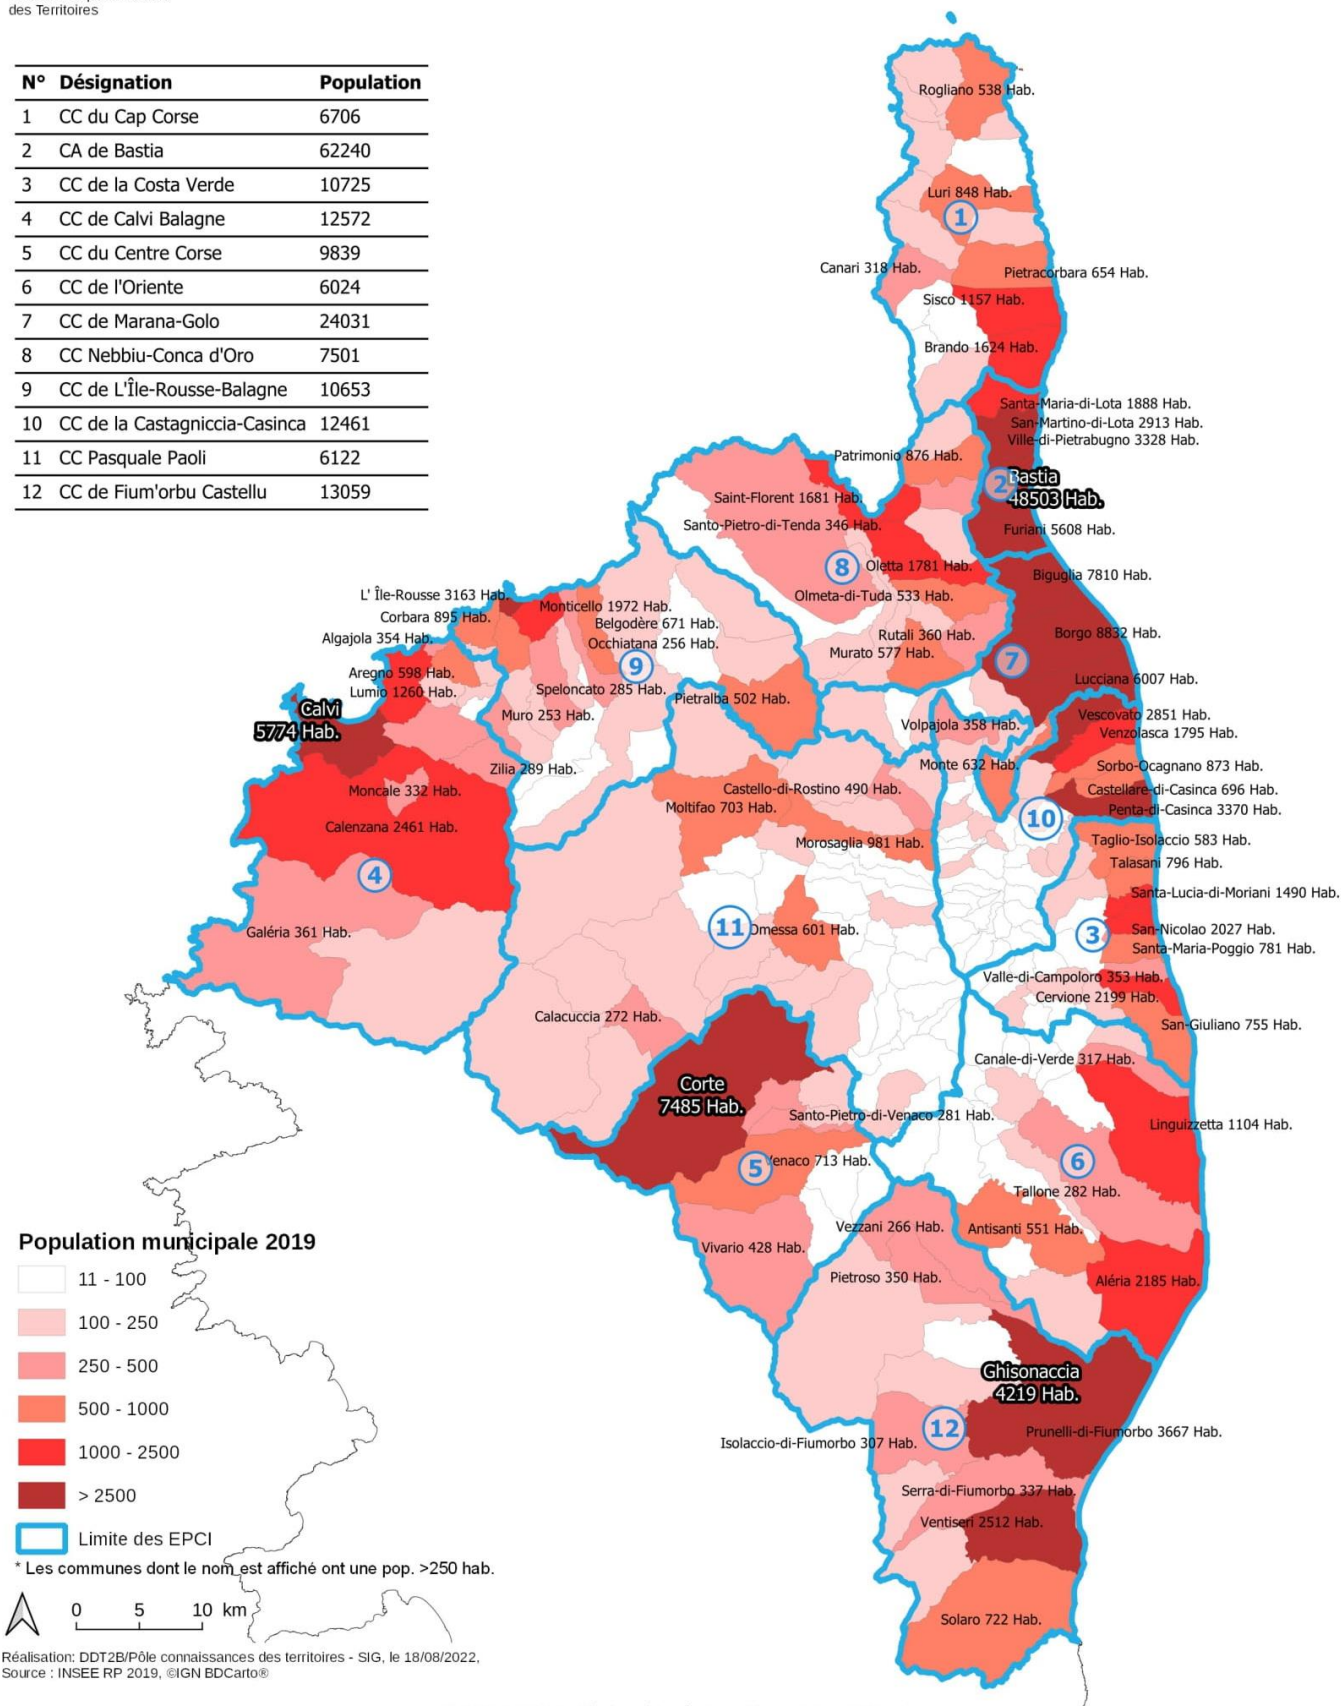 des Territoires
N° Désignation Population
1 CC du Cap Corse 6706
2 CA de Bastia 62240
3 CC de la Costa Verde 10725
4 CC de Calvi Balagne 12572
5 CC du Centre Corse 9839
6 CC de l'Oriente 6024
7 CC de Marana-Golo 24031
8 CC Nebbiu-Conca d'Oro 7501
9 CC de L'Île-Rousse-Balagne 10653
10 CC de la Castagniccia-Casinca 12461
11 CC Pasquale Paoli 6122
12 CC de Fium'orbu Castellu 13059
Rogliano 538 Hab.
Luri 848 Hab.
1
Canari 318 Hab.
Pietracorbara 654 Hab.
Sisco 1157 Hab.
Brando 1624 Hab.
Santa-Maria-di-Lota 1888 Hab.
San-Martino-di-Lota 2913 Hab.
Ville-di-Pietrabugno 3328 Hab.
Patrimonio 876 Hab.
2
Bastia
48503 Hab.
Saint-Florent 1681 Hab.
Santo-Pietro-di-Tenda 346 Hab.
Furiani 5608 Hab.
8
Oletta 1781 Hab.
Biguglia 7810 Hab.
Olmeta-di-Tuda 533 Hab.
L' Île-Rousse 3163 Hab.
Monticello 1972 Hab.
Corbara 895 Hab.
Belgodère 671 Hab.
Algajola 354 Hab.
Occhiatana 256 Hab.
Rutali 360 Hab.
Borgo 8832 Hab.
Murato 577 Hab.
7
9
Aregno 598 Hab.
Lumio 1260 Hab.
Speloncato 285 Hab.
Pietralba 502 Hab.
Lucciana 6007 Hab.
Calvi
5774 Hab.
Muro 253 Hab.
Volpajola 358 Hab.
Vescovato 2851 Hab.
Venzolasca 1795 Hab.
Zilia 289 Hab.
Monte 632 Hab.
Sorbo-Ocagnano 873 Hab.
Moncale 332 Hab.
Castello-di-Rostino 490 Hab.
Castellare-di-Casinca 696 Hab.
Moltifao 703 Hab.
Penta-di-Casinca 3370 Hab.
10
Calenzana 2461 Hab.
Morosaglia 981 Hab.
Taglio-Isolaccio 583 Hab.
Talasani 796 Hab.
4
Santa-Lucia-di-Moriani 1490 Hab.
Galéria 361 Hab.
11
Omessa 601 Hab.
3
San-Nicolao 2027 Hab.
Santa-Maria-Poggio 781 Hab.
Valle-di-Campoloro 353 Hab.
Cervione 2199 Hab.
Calacuccia 272 Hab.
San-Giuliano 755 Hab.
Canale-di-Verde 317 Hab.
Corte
7485 Hab.
Santo-Pietro-di-Venaco 281 Hab.
Linguizzetta 1104 Hab.
5
Venaco 713 Hab.
6
Tallone 282 Hab.
Vezzani 266 Hab.
Antisanti 551 Hab.
Vivario 428 Hab.
Pietroso 350 Hab.
Aléria 2185 Hab.
Ghisonaccia
4219 Hab.
12
Prunelli-di-Fiumorbo 3667 Hab.
Isolaccio-di-Fiumorbo 307 Hab.
Serra-di-Fiumorbo 337 Hab.
Ventiseri 2512 Hab.
Solaro 722 Hab.
Population municipale 2019
11 - 100
100 - 250
250 - 500
500 - 1000
1000 - 2500
> 2500
Limite des EPCI
* Les communes dont le nom est affiché ont une pop. >250 hab.
0 5 10 km
Réalisation: DDT2B/Pôle connaissances des territoires - SIG, le 18/08/2022,
Source : INSEE RP 2019, ©IGN BDCarto®